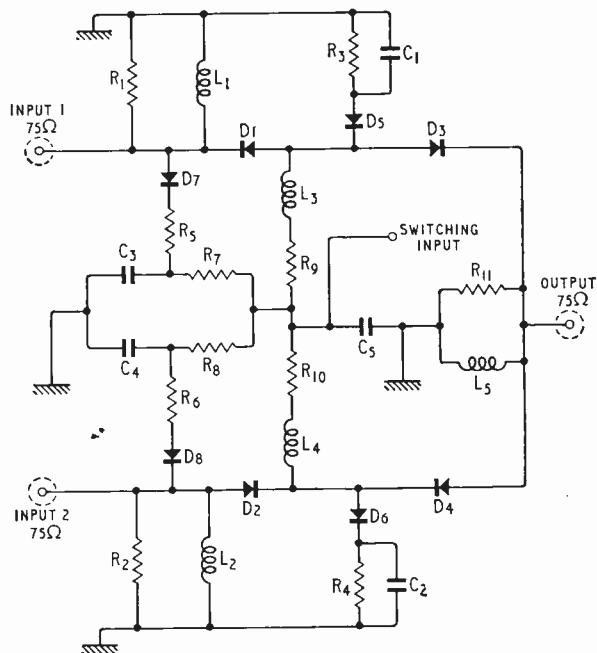 R3
C1
R1
L1
INPUT 1
75Ω
D1
D5
D3
D7
L3
SWITCHING
INPUT
R5
C3
R7
R9
R11
OUTPUT
75Ω
C4
R8
C5
R10
L5
R6
L4
D8
INPUT 2
75Ω
D2
D6
D4
R2
L2
R4
C2